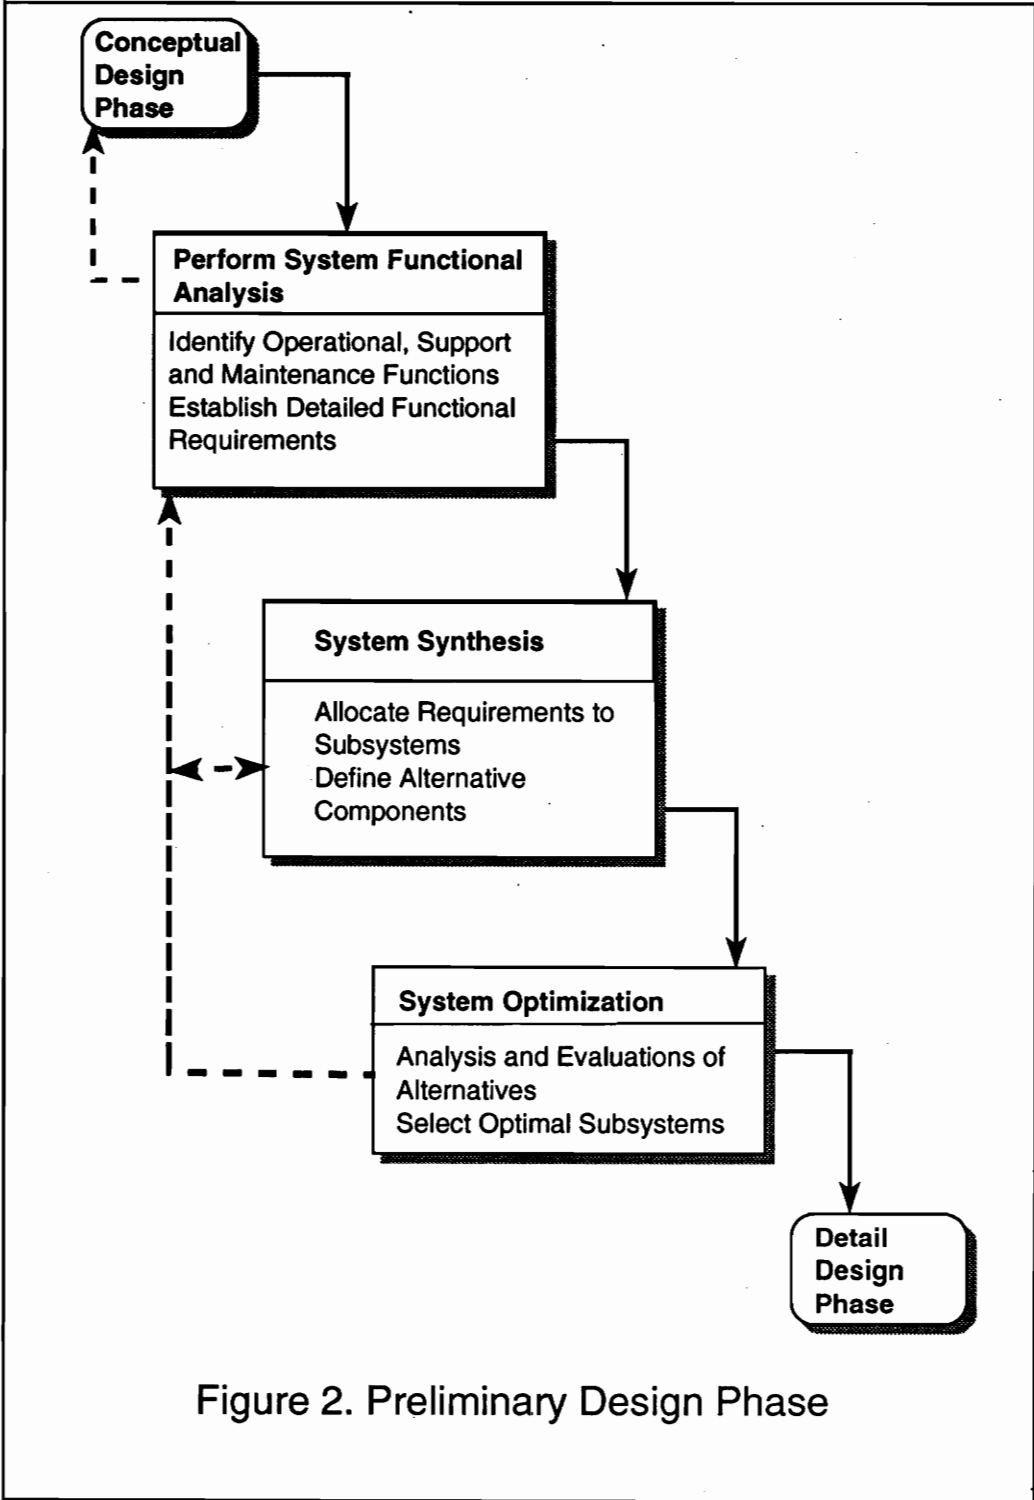 Conceptual
Design
Phase
Perform System Functional
Analysis
Identify Operational, Support
and Maintenance Functions
Establish Detailed Functional
Requirements
System Synthesis
Allocate Requirements to
Subsystems
Define Alternative
Components
System Optimization
Analysis and Evaluations of
Alternatives
Select Optimal Subsystems
Detail
Design
Phase
Figure 2. Preliminary Design Phase